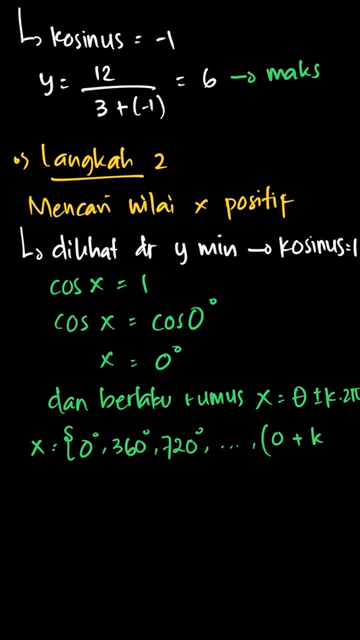 ↳ kosinus = -1
y = 12 / 3 + (-1) = 6 → maks
•) Langkah 2
Mencari nilai x positif
↳ dilihat dr y min → kosinus=1
cos x = 1
cos x = cos 0°
x = 0°
dan berlaku rumus x = θ ± k.2π
x = { 0°, 360°, 720°, ..., (0 + k